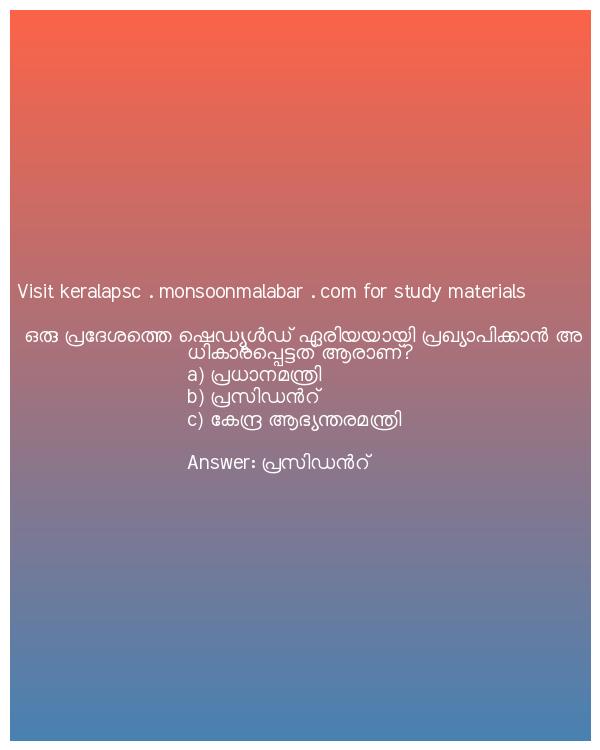 Visit keralapsc . monsoonmalabar . com for study materials
ഒരു പ്രദേശത്തെ ഷെഡ്യൂൾഡ് ഏരിയയായി പ്രഖ്യാപിക്കാൻ അ
ധികാരപ്പെട്ടത് ആരാണ്?
a) പ്രധാനമന്ത്രി
b) പ്രസിഡൻറ്
c) കേന്ദ്ര ആഭ്യന്തരമന്ത്രി
Answer: പ്രസിഡൻറ്